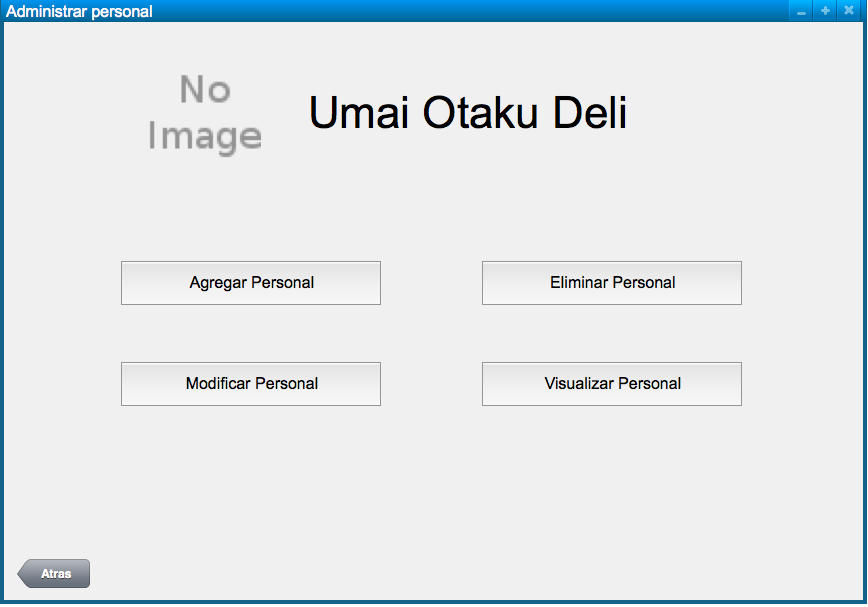 Administrar personal
No
Image
Umai Otaku Deli
Agregar Personal
Eliminar Personal
Modificar Personal
Visualizar Personal
Atras